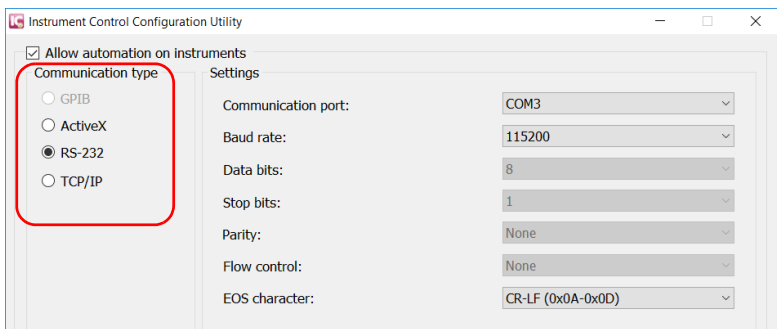 Instrument Control Configuration Utility
Allow automation on instruments
Communication type
GPIB
ActiveX
RS-232
TCP/IP
Settings
Communication port: COM3
Baud rate: 115200
Data bits: 8
Stop bits: 1
Parity: None
Flow control: None
EOS character: CR-LF (0x0A-0x0D)